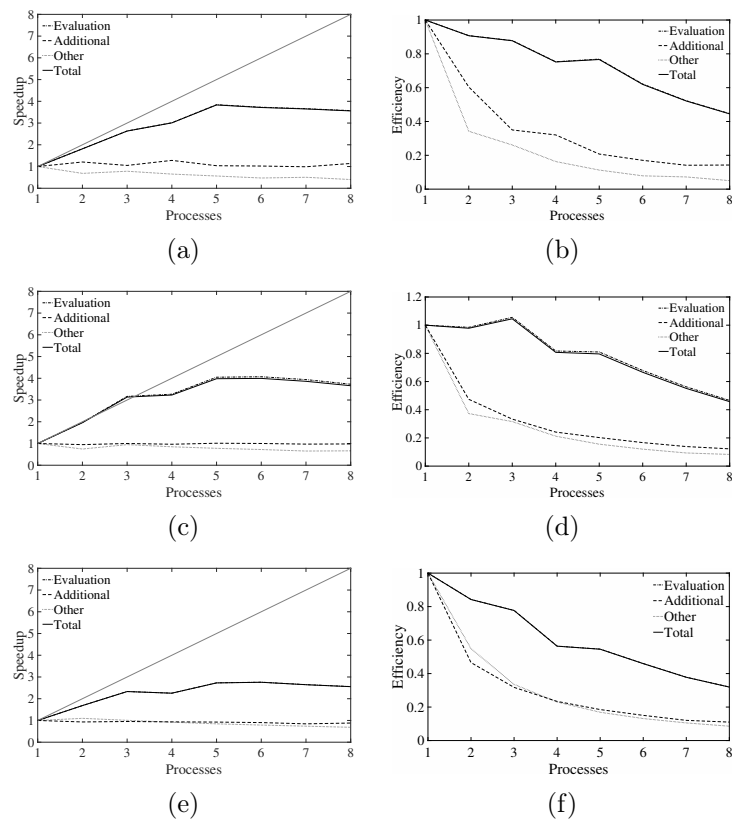 8
7
6
5
4
3
2
1
0
Speedup
Evaluation
Additional
Other
Total
1 2 3 4 5 6 7 8
Processes
(a)
1
0.8
0.6
0.4
0.2
0
Efficiency
Evaluation
Additional
Other
Total
1 2 3 4 5 6 7 8
Processes
(b)
8
7
6
5
4
3
2
1
0
Speedup
Evaluation
Additional
Other
Total
1 2 3 4 5 6 7 8
Processes
(c)
1.2
1
0.8
0.6
0.4
0.2
0
Efficiency
Evaluation
Additional
Other
Total
1 2 3 4 5 6 7 8
Processes
(d)
8
7
6
5
4
3
2
1
0
Speedup
Evaluation
Additional
Other
Total
1 2 3 4 5 6 7 8
Processes
(e)
1
0.8
0.6
0.4
0.2
0
Efficiency
Evaluation
Additional
Other
Total
1 2 3 4 5 6 7 8
Processes
(f)